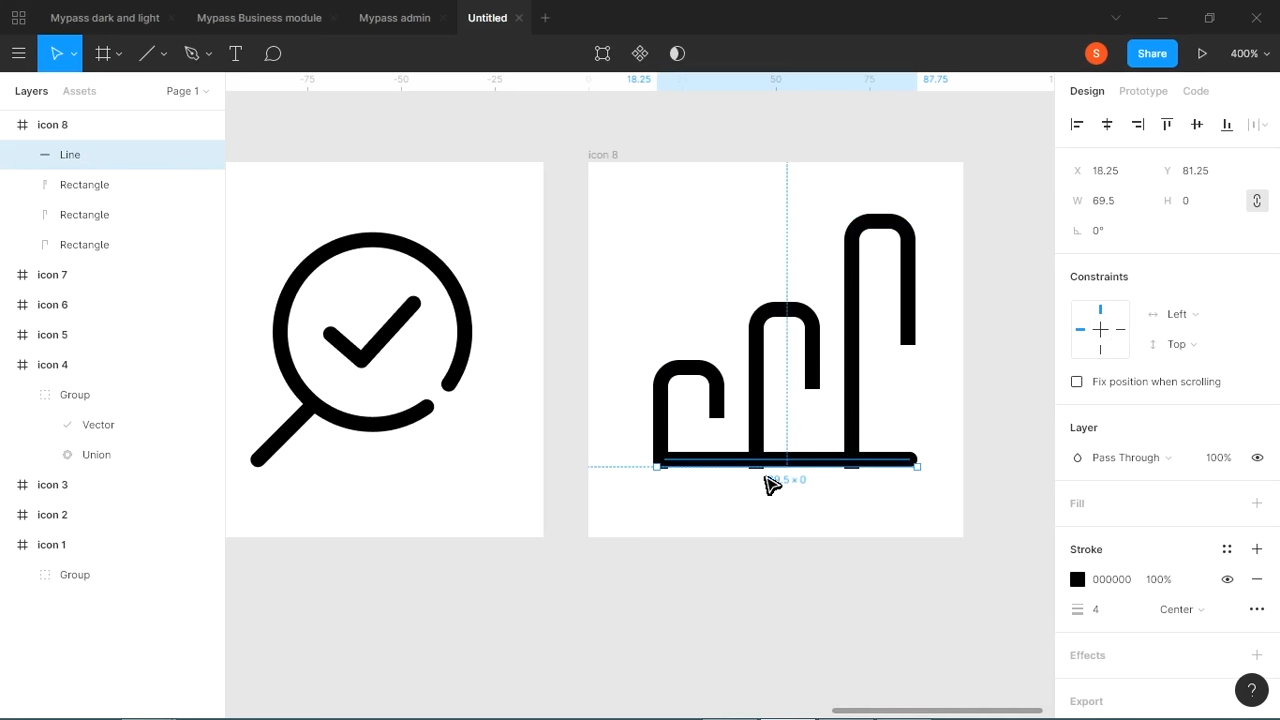 Mypass dark and light
Mypass Business module
Mypass admin
Untitled
S
Share
400%
Layers
Assets
Page 1
-75
-50
-25
0
18.25
50
75
87.75
Design
Prototype
Code
icon 8
Line
Rectangle
Rectangle
Rectangle
icon 7
icon 6
icon 5
icon 4
Group
Vector
Union
icon 3
icon 2
icon 1
Group
icon 8
X 18.25 Y 81.25
W 69.5 H 0
0°
Constraints
Left
Top
Fix position when scrolling
Layer
Pass Through 100%
Fill
Stroke
000000 100%
4 Center
Effects
Export
?